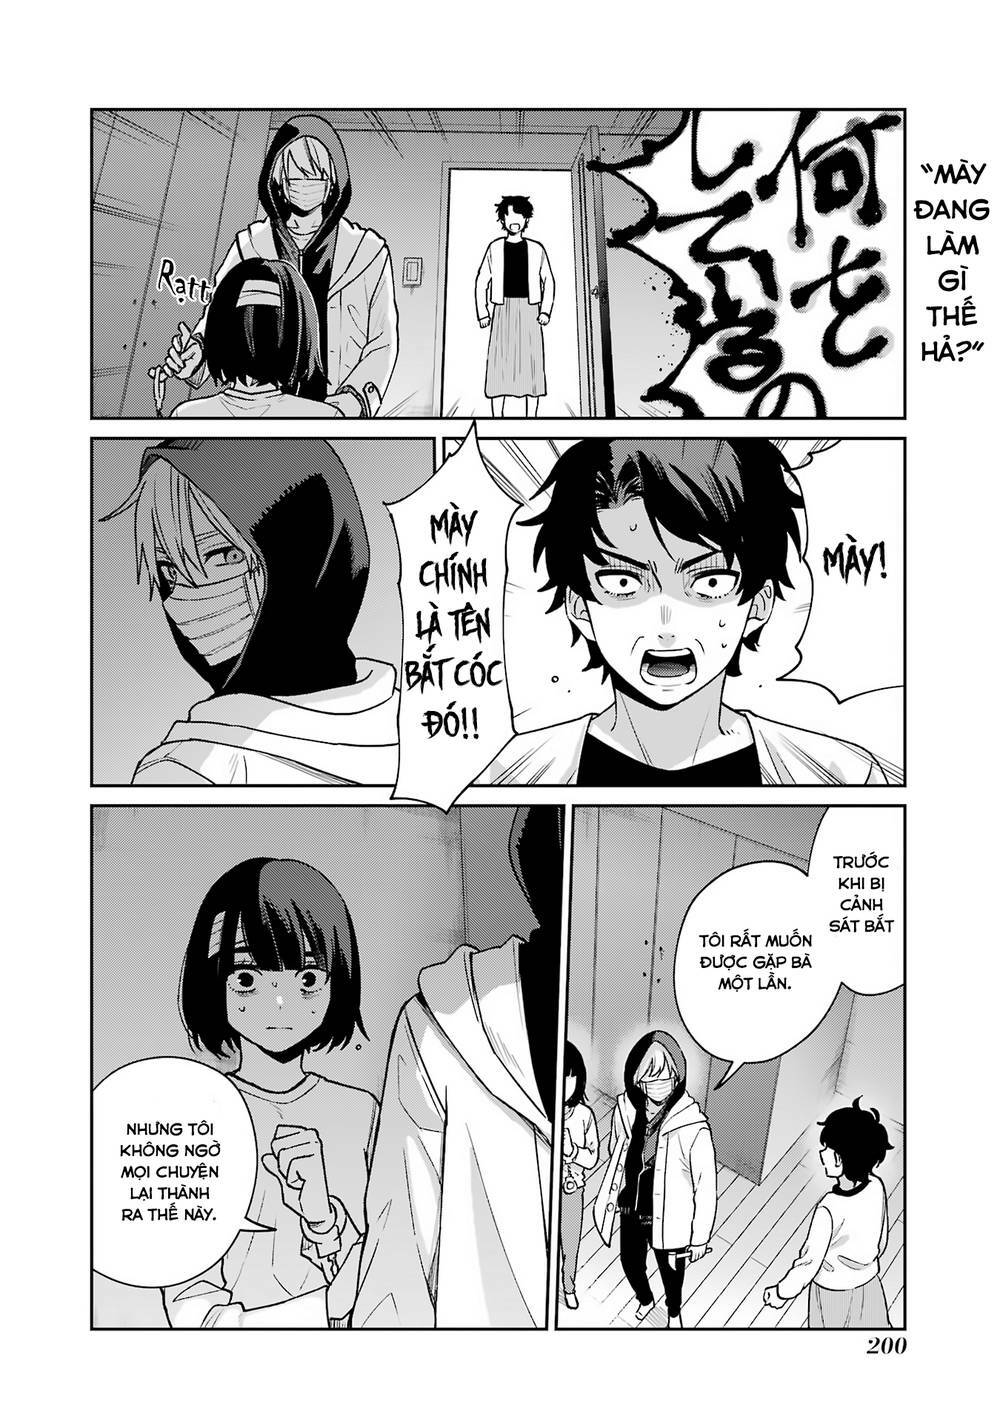 何を
しているの
“MÀY
ĐANG
LÀM
GÌ
THẾ
HẢ?”
Rạtt
MÀY!
MÀY
CHÍNH
LÀ TÊN
BẮT CÓC
ĐÓ!!
TRƯỚC
KHI BỊ
CẢNH
SÁT BẮT
TÔI RẤT MUỐN
ĐƯỢC GẶP BÀ
MỘT LẦN.
NHƯNG TÔI
KHÔNG NGỜ
MỌI CHUYỆN
LẠI THÀNH
RA THẾ NÀY.
200